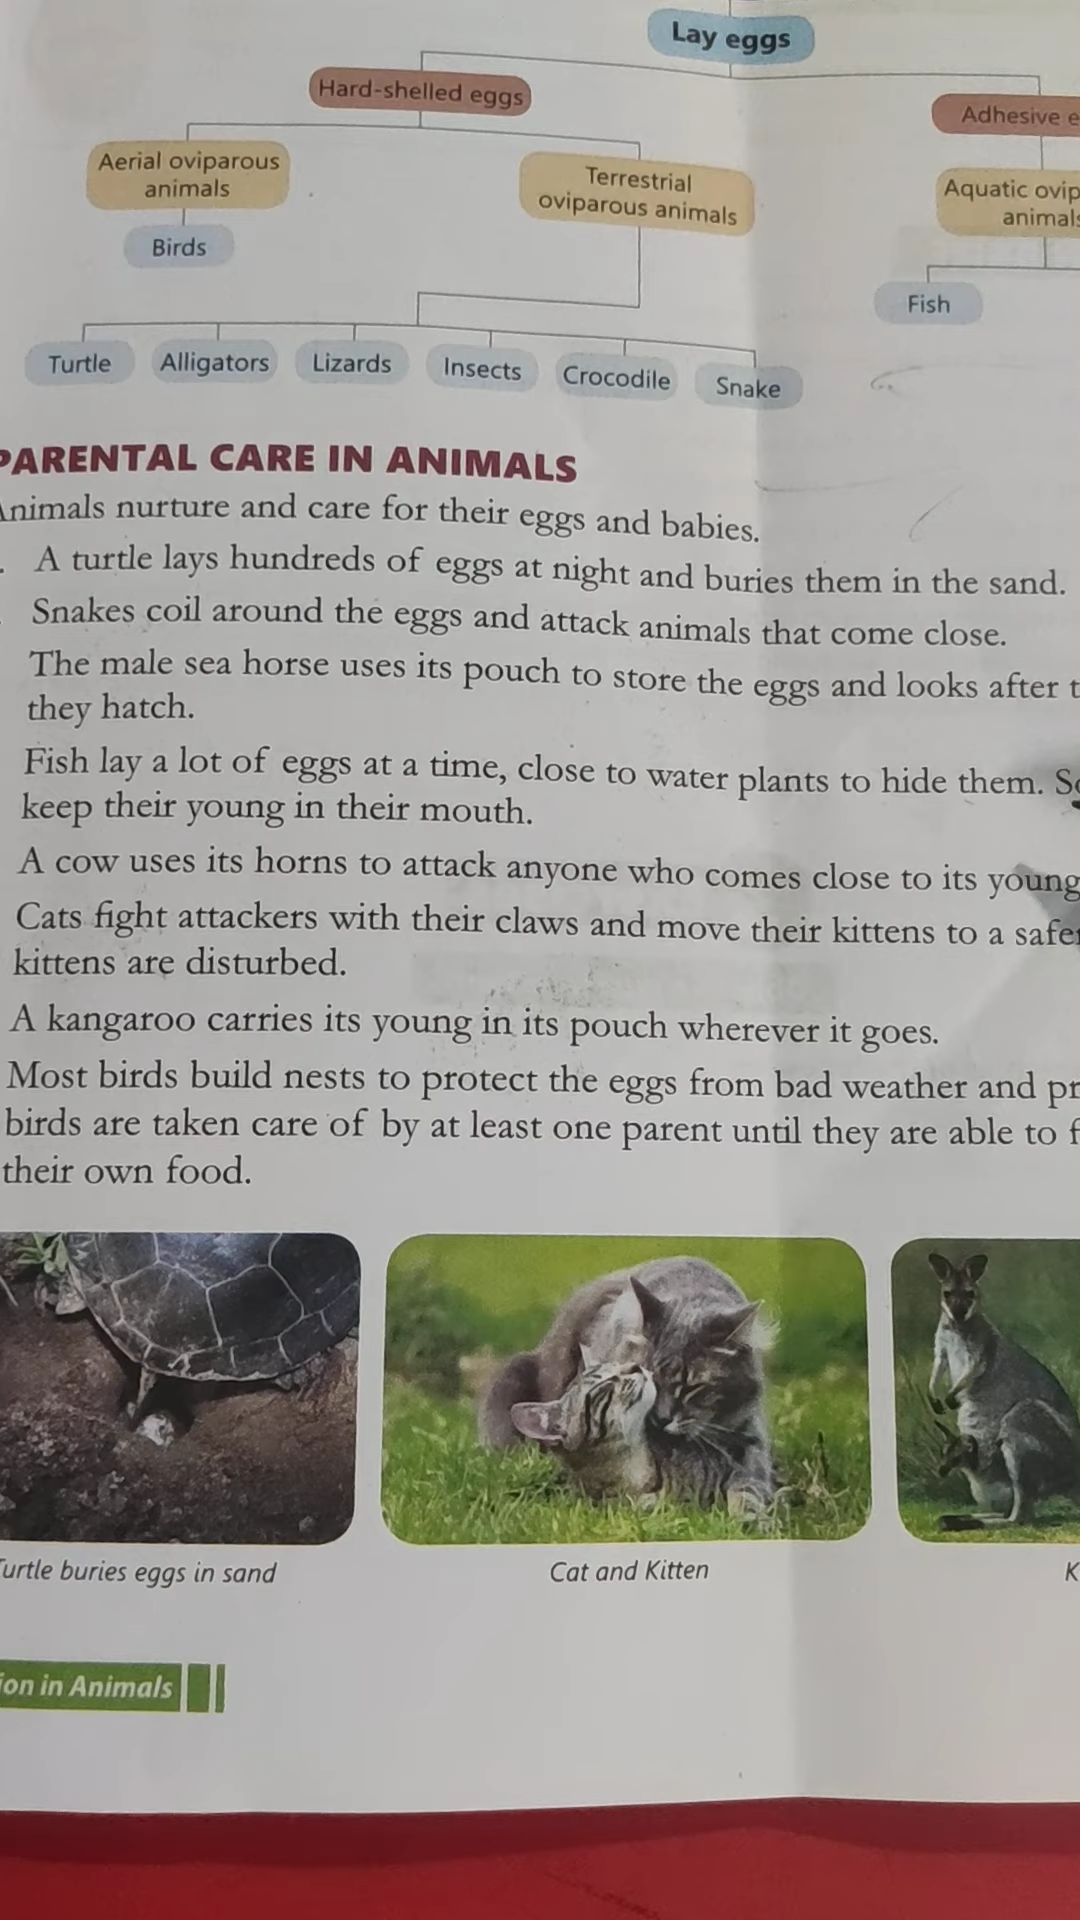 Lay eggs
Hard-shelled eggs
Adhesive
Aerial oviparous
animals
Terrestrial
oviparous animals
Aquatic
Birds
Fish
Turtle Alligators Lizards Insects Crocodile Snake
PARENTAL CARE IN ANIMALS
Animals nurture and care for their eggs and babies.
A turtle lays hundreds of eggs at night and buries them in the sand.
Snakes coil around the eggs and attack animals that come close.
The male sea horse uses its pouch to store the eggs and looks after
they hatch.
Fish lay a lot of eggs at a time, close to water plants to hide them.
keep their young in their mouth.
A cow uses its horns to attack anyone who comes close to its young
Cats fight attackers with their claws and move their kittens to a safer
kittens are disturbed.
A kangaroo carries its young in its pouch wherever it goes.
Most birds build nests to protect the eggs from bad weather and
birds are taken care of by at least one parent until they are able to
their own food.
Turtle buries eggs in sand
Cat and Kitten
in Animals